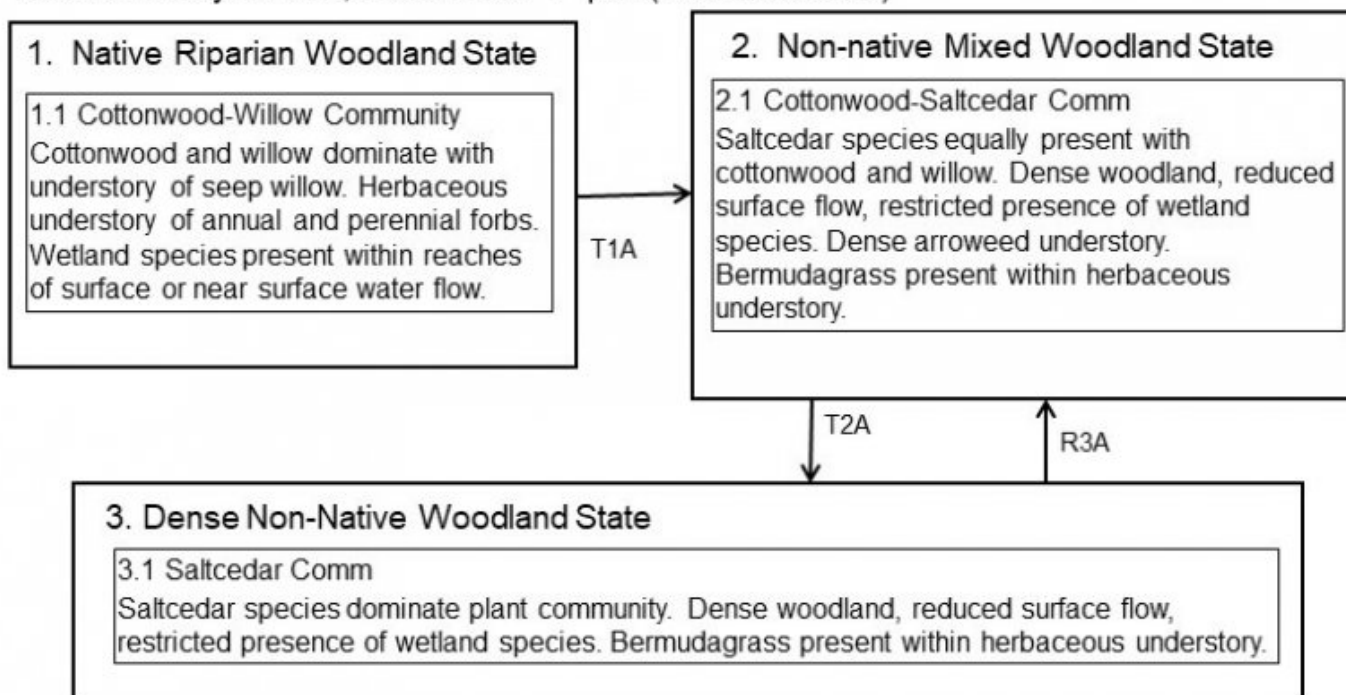 1. Native Riparian Woodland State
1.1 Cottonwood-Willow Community
Cottonwood and willow dominate with
understory of seep willow. Herbaceous
understory of annual and perennial forbs.
Wetland species present within reaches
of surface or near surface water flow.
T1A
2. Non-native Mixed Woodland State
2.1 Cottonwood-Saltcedar Comm
Saltcedar species equally present with
cottonwood and willow. Dense woodland, reduced
surface flow, restricted presence of wetland
species. Dense arroweed understory.
Bermudagrass present within herbaceous
understory.
T2A
R3A
3. Dense Non-Native Woodland State
3.1 Saltcedar Comm
Saltcedar species dominate plant community. Dense woodland, reduced surface flow,
restricted presence of wetland species. Bermudagrass present within herbaceous understory.